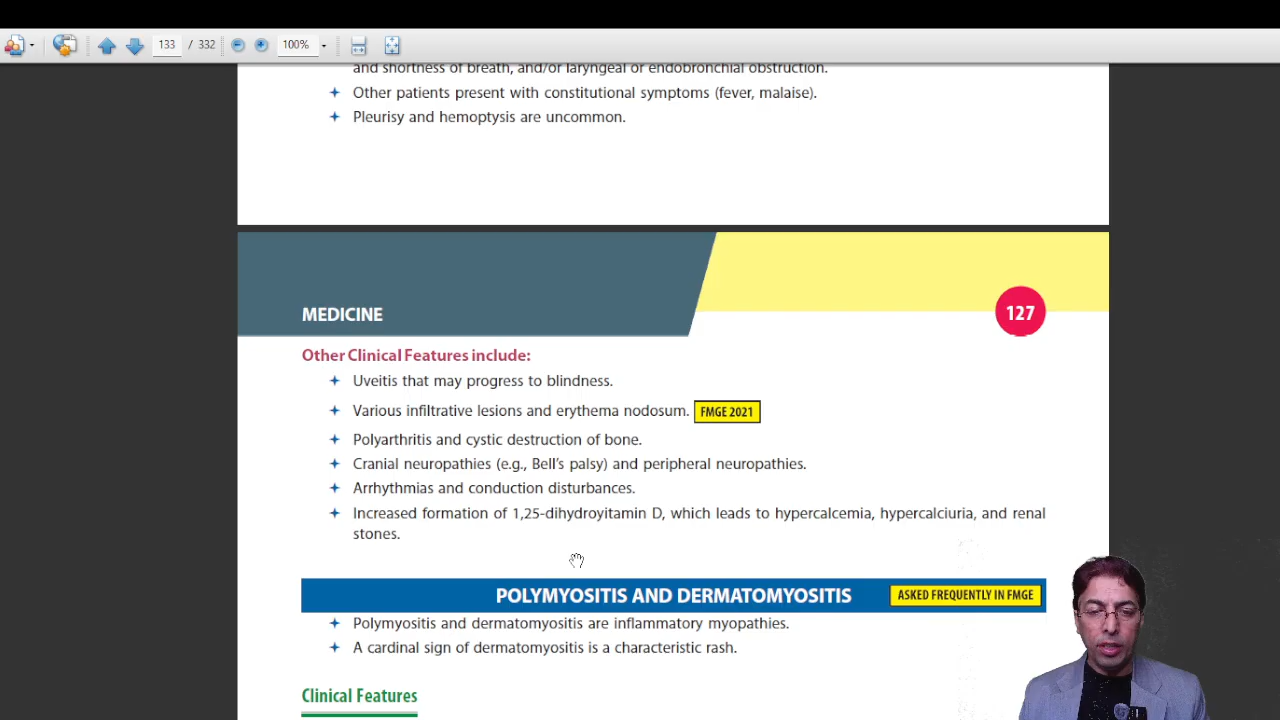 133 / 332 100%
and shortness of breath, and/or laryngeal or endobronchial obstruction.
Other patients present with constitutional symptoms (fever, malaise).
Pleurisy and hemoptysis are uncommon.
MEDICINE
127
Other Clinical Features include:
Uveitis that may progress to blindness.
Various infiltrative lesions and erythema nodosum. FMGE 2021
Polyarthritis and cystic destruction of bone.
Cranial neuropathies (e.g., Bell's palsy) and peripheral neuropathies.
Arrhythmias and conduction disturbances.
Increased formation of 1,25-dihydroyitamin D, which leads to hypercalcemia, hypercalciuria, and renal
stones.
POLYMYOSITIS AND DERMATOMYOSITIS ASKED FREQUENTLY IN FMGE
Polymyositis and dermatomyositis are inflammatory myopathies.
A cardinal sign of dermatomyositis is a characteristic rash.
Clinical Features